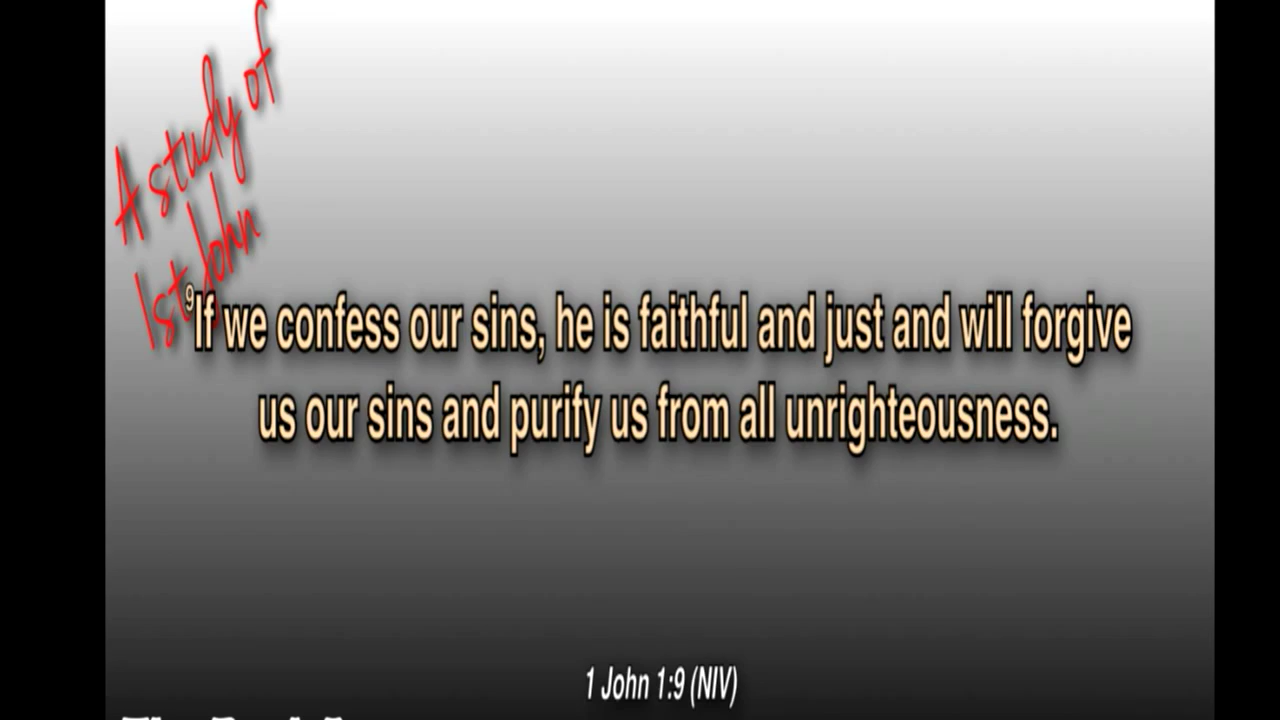 A study of
1st John
⁹If we confess our sins, he is faithful and just and will forgive
us our sins and purify us from all unrighteousness.
1 John 1:9 (NIV)